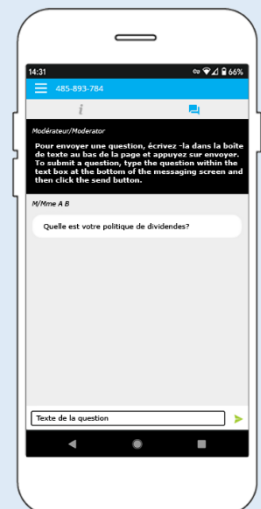 14:31
66%
485-893-784
Modérateur/Moderator
Pour envoyer une question, écrivez -la dans la boite
de texte au bas de la page et appuyez sur envoyer.
To submit a question, type the question within the
text box at the bottom of the messaging screen and
then click the send button.
M/Mme A B
Quelle est votre politique de dividendes?
Texte de la question